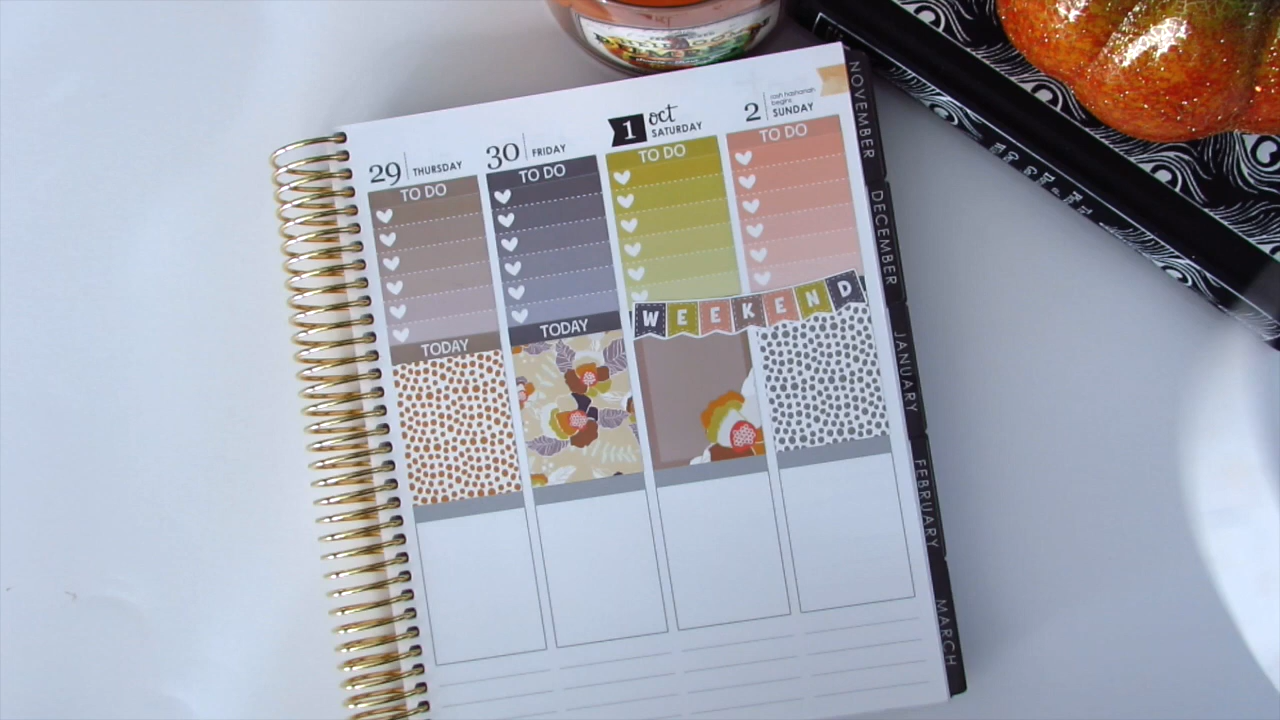 29 THURSDAY
30 FRIDAY
1 oct SATURDAY
2 rosh hashanah begins SUNDAY
TO DO
TO DO
TO DO
TO DO
TODAY
TODAY
WEEKEND
NOVEMBER
DECEMBER
JANUARY
FEBRUARY
MARCH